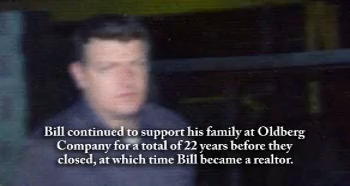 Bill continued to support his family at Oldberg
Company for a total of 22 years before they
closed, at which time Bill became a realtor.